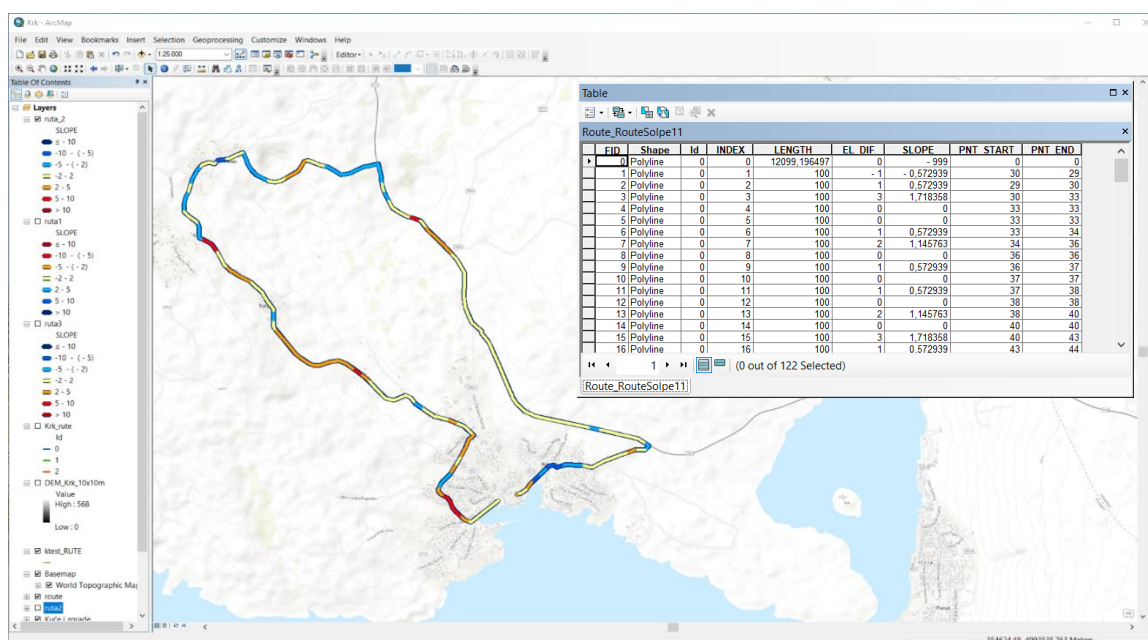 Krk - ArcMap
File Edit View Bookmarks Insert Selection Geoprocessing Customize Windows Help
1:25.000
Editor
Table Of Contents
Layers
ruta_2
SLOPE
≤ - 10
-10 - ( - 5)
-5 - ( - 2)
-2 - 2
2 - 5
5 - 10
> 10
ruta1
SLOPE
≤ - 10
-10 - ( - 5)
-5 - ( - 2)
-2 - 2
2 - 5
5 - 10
> 10
ruta3
SLOPE
≤ - 10
-10 - ( - 5)
-5 - ( - 2)
-2 - 2
2 - 5
5 - 10
> 10
Krk_rute
Id
0
1
2
DEM_Krk_10x10m
Value
High : 568
Low : 0
ktest_RUTE
Basemap
World Topographic Map
route
ruta2
Kuće i zgrade
Table
Route_RouteSolpe11
FID Shape Id INDEX LENGTH EL_DIF SLOPE PNT_START PNT_END
0 Polyline 0 0 12099,196497 0 - 999 0 0
1 Polyline 0 1 100 - 1 - 0,572939 30 29
2 Polyline 0 2 100 1 0,572939 29 30
3 Polyline 0 3 100 3 1,718358 30 33
4 Polyline 0 4 100 0 0 33 33
5 Polyline 0 5 100 0 0 33 33
6 Polyline 0 6 100 1 0,572939 33 34
7 Polyline 0 7 100 2 1,145763 34 36
8 Polyline 0 8 100 0 0 36 36
9 Polyline 0 9 100 1 0,572939 36 37
10 Polyline 0 10 100 0 0 37 37
11 Polyline 0 11 100 1 0,572939 37 38
12 Polyline 0 12 100 0 0 38 38
13 Polyline 0 13 100 2 1,145763 38 40
14 Polyline 0 14 100 0 0 40 40
15 Polyline 0 15 100 3 1,718358 40 43
16 Polyline 0 16 100 1 0,572939 43 44
1
(0 out of 122 Selected)
Route_RouteSolpe11
Punat
354624,48 4993535,763 Meters